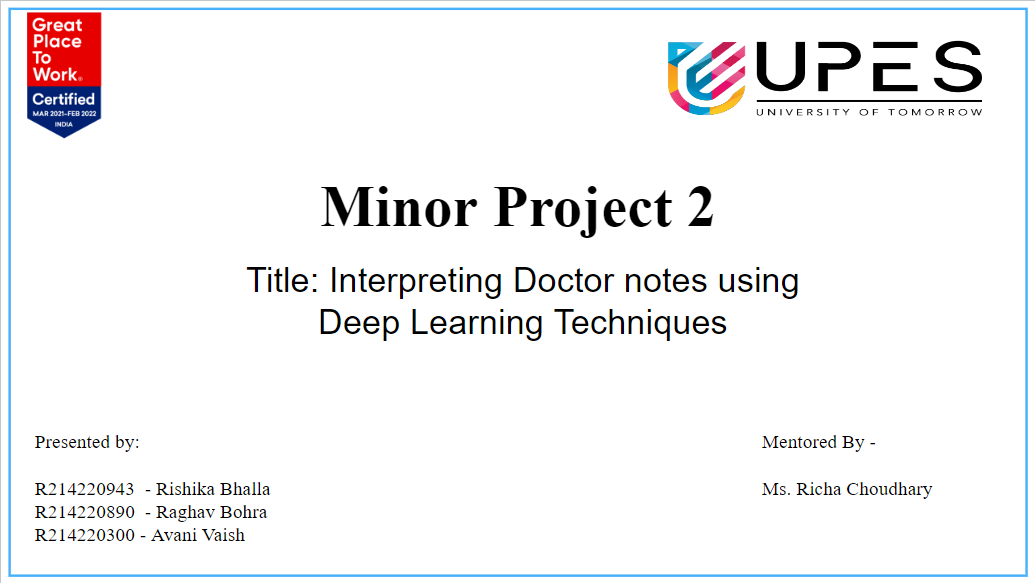 Great
Place
To
Work.
Certified
MAR 2021-FEB 2022
INDIA
UPES
UNIVERSITY OF TOMORROW
Minor Project 2
Title: Interpreting Doctor notes using
Deep Learning Techniques
Presented by:
R214220943 - Rishika Bhalla
R214220890 - Raghav Bohra
R214220300 - Avani Vaish
Mentored By -
Ms. Richa Choudhary